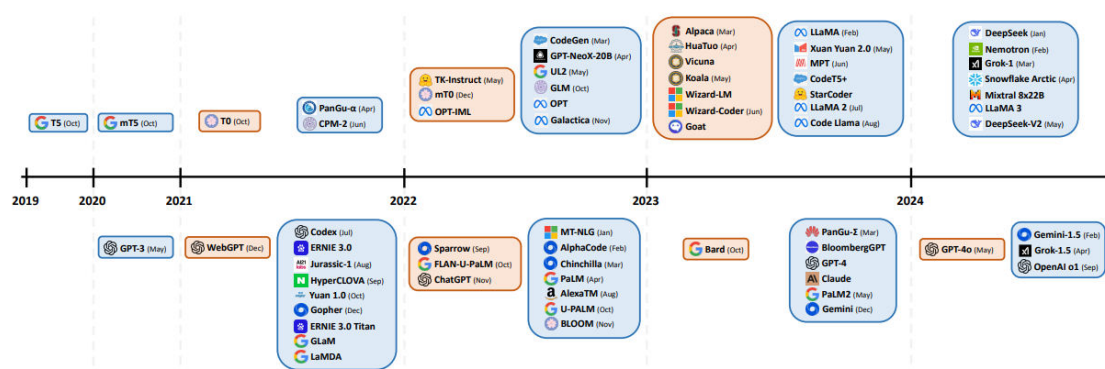 T5 (Oct)
mT5 (Oct)
T0 (Oct)
PanGu-α (Apr)
CPM-2 (Jun)
TK-Instruct (May)
mT0 (Dec)
OPT-IML
CodeGen (Mar)
GPT-NeoX-20B (Apr)
UL2 (May)
GLM (Oct)
OPT
Galactica (Nov)
Alpaca (Mar)
HuaTuo (Apr)
Vicuna
Koala (May)
Wizard-LM
Wizard-Coder (Jun)
Goat
LLaMA (Feb)
Xuan Yuan 2.0 (May)
MPT (Jun)
CodeT5+
StarCoder
LLaMA 2 (Jul)
Code Llama (Aug)
DeepSeek (Jan)
Nemotron (Feb)
Grok-1 (Mar)
Snowflake Arctic (Apr)
Mixtral 8x22B
LLaMA 3
DeepSeek-V2 (May)
2019 2020 2021 2022 2023 2024
GPT-3 (May)
WebGPT (Dec)
Codex (Jul)
ERNIE 3.0
Jurassic-1 (Aug)
HyperCLOVA (Sep)
Yuan 1.0 (Oct)
Gopher (Dec)
ERNIE 3.0 Titan
GLaM
LaMDA
Sparrow (Sep)
FLAN-U-PaLM (Oct)
ChatGPT (Nov)
MT-NLG (Jan)
AlphaCode (Feb)
Chinchilla (Mar)
PaLM (Apr)
AlexaTM (Aug)
U-PALM (Oct)
BLOOM (Nov)
Bard (Oct)
PanGu-Σ (Mar)
BloombergGPT
GPT-4
Claude
PaLM2 (May)
Gemini (Dec)
GPT-4o (May)
Gemini-1.5 (Feb)
Grok-1.5 (Apr)
OpenAI o1 (Sep)